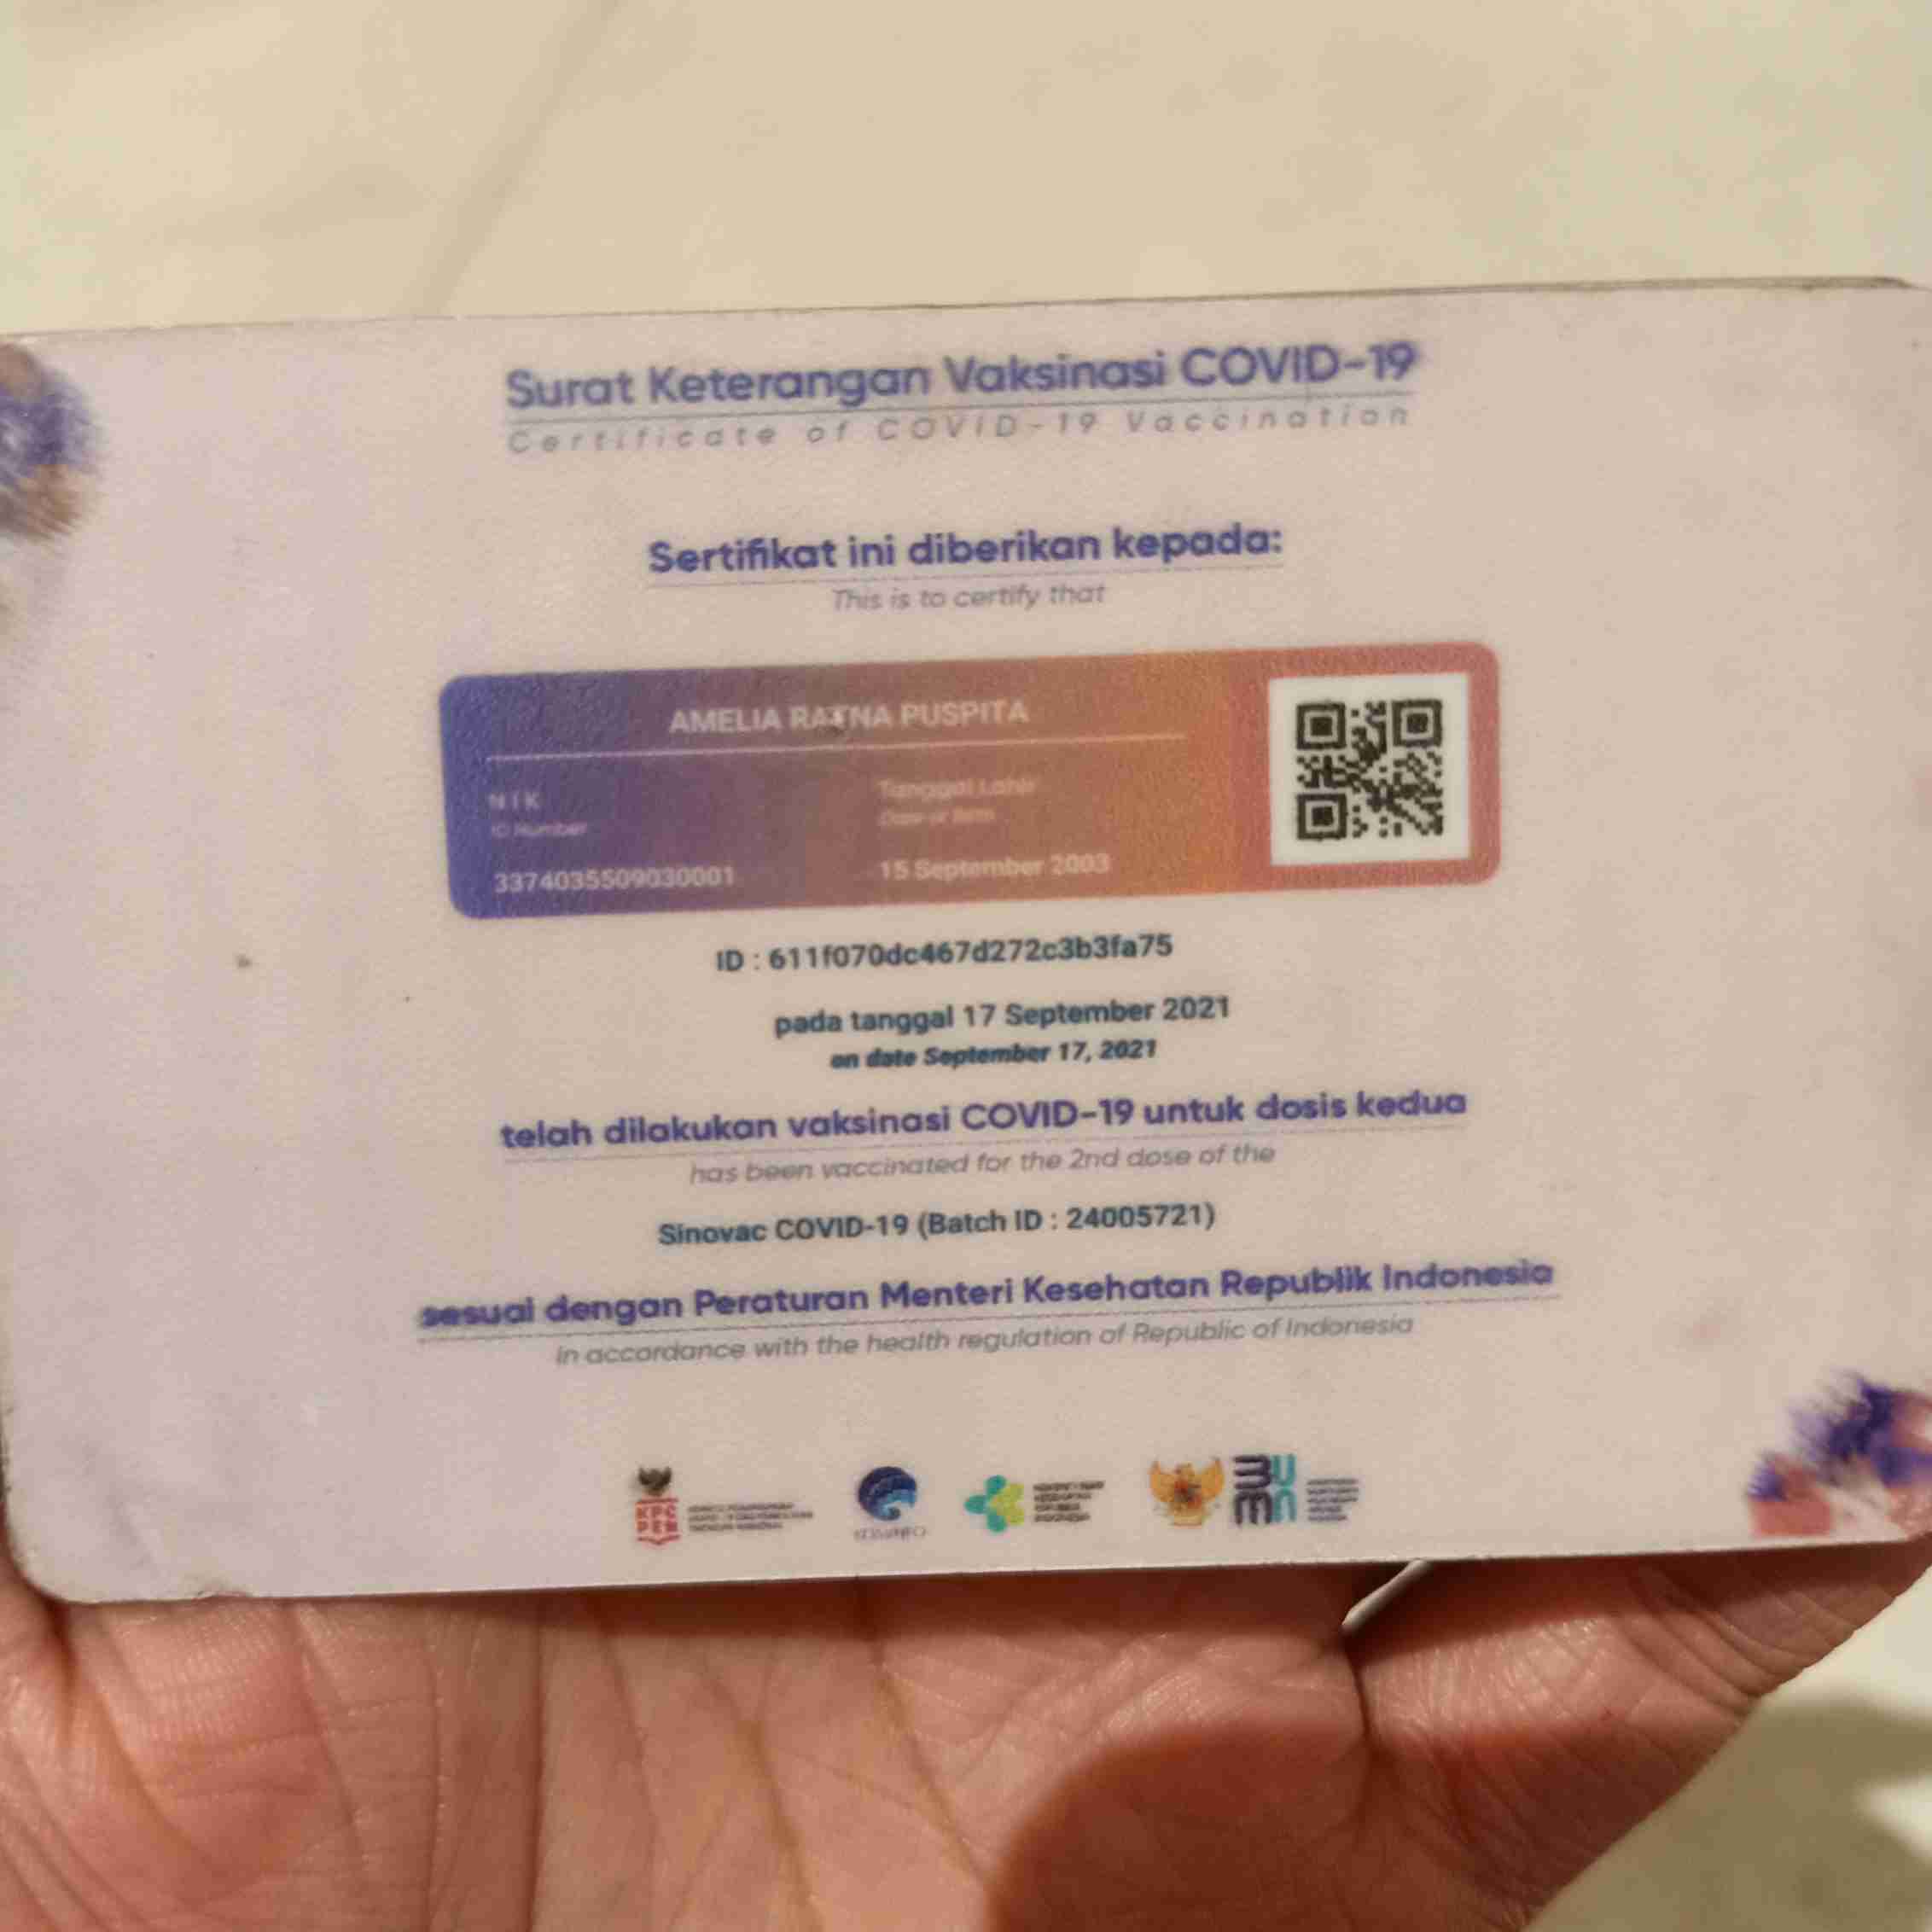 Surat Keterangan Vaksinasi COVID-19
Certificate of COVID-19 Vaccination
Sertifikat ini diberikan kepada:
This is to certify that
AMELIA RATNA PUSPITA
NIK
ID Number
3374035509030001
Tanggal Lahir
Date of Birth
15 September 2003
ID : 611f070dc467d272c3b3fa75
pada tanggal 17 September 2021
on date September 17, 2021
telah dilakukan vaksinasi COVID-19 untuk dosis kedua
has been vaccinated for the 2nd dose of the
Sinovac COVID-19 (Batch ID : 24005721)
sesuai dengan Peraturan Menteri Kesehatan Republik Indonesia
in accordance with the health regulation of Republic of Indonesia
KPC
PEN
KOMINFO